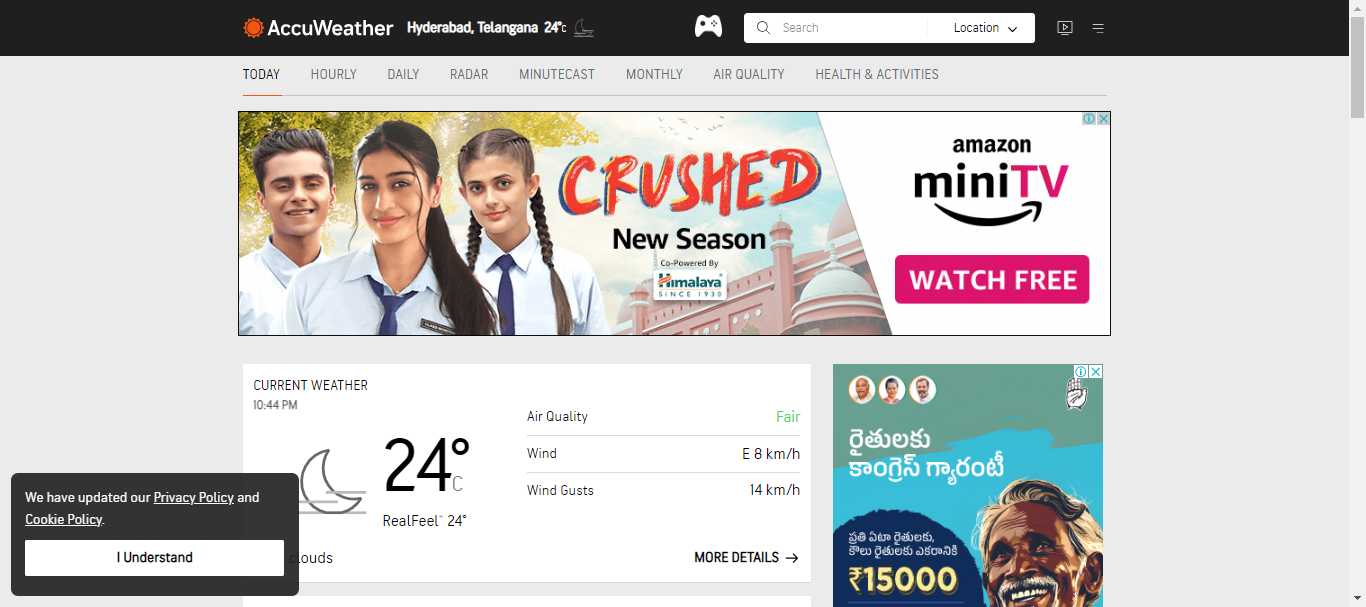 AccuWeather
Hyderabad, Telangana 24°C
Search
Location
TODAY
HOURLY
DAILY
RADAR
MINUTECAST
MONTHLY
AIR QUALITY
HEALTH & ACTIVITIES
CRUSHED
New Season
Co-Powered By
Himalaya
SINCE 1930
amazon
miniTV
WATCH FREE
CURRENT WEATHER
10:44 PM
24°C
RealFeel™ 24°
clouds
Air Quality Fair
Wind E 8 km/h
Wind Gusts 14 km/h
MORE DETAILS →
రైతులకు
కాంగ్రెస్ గ్యారంటీ
ప్రతి ఏటా రైతులకు,
కౌలు రైతులకు ఎకరానికి
₹15000
We have updated our Privacy Policy and
Cookie Policy.
I Understand